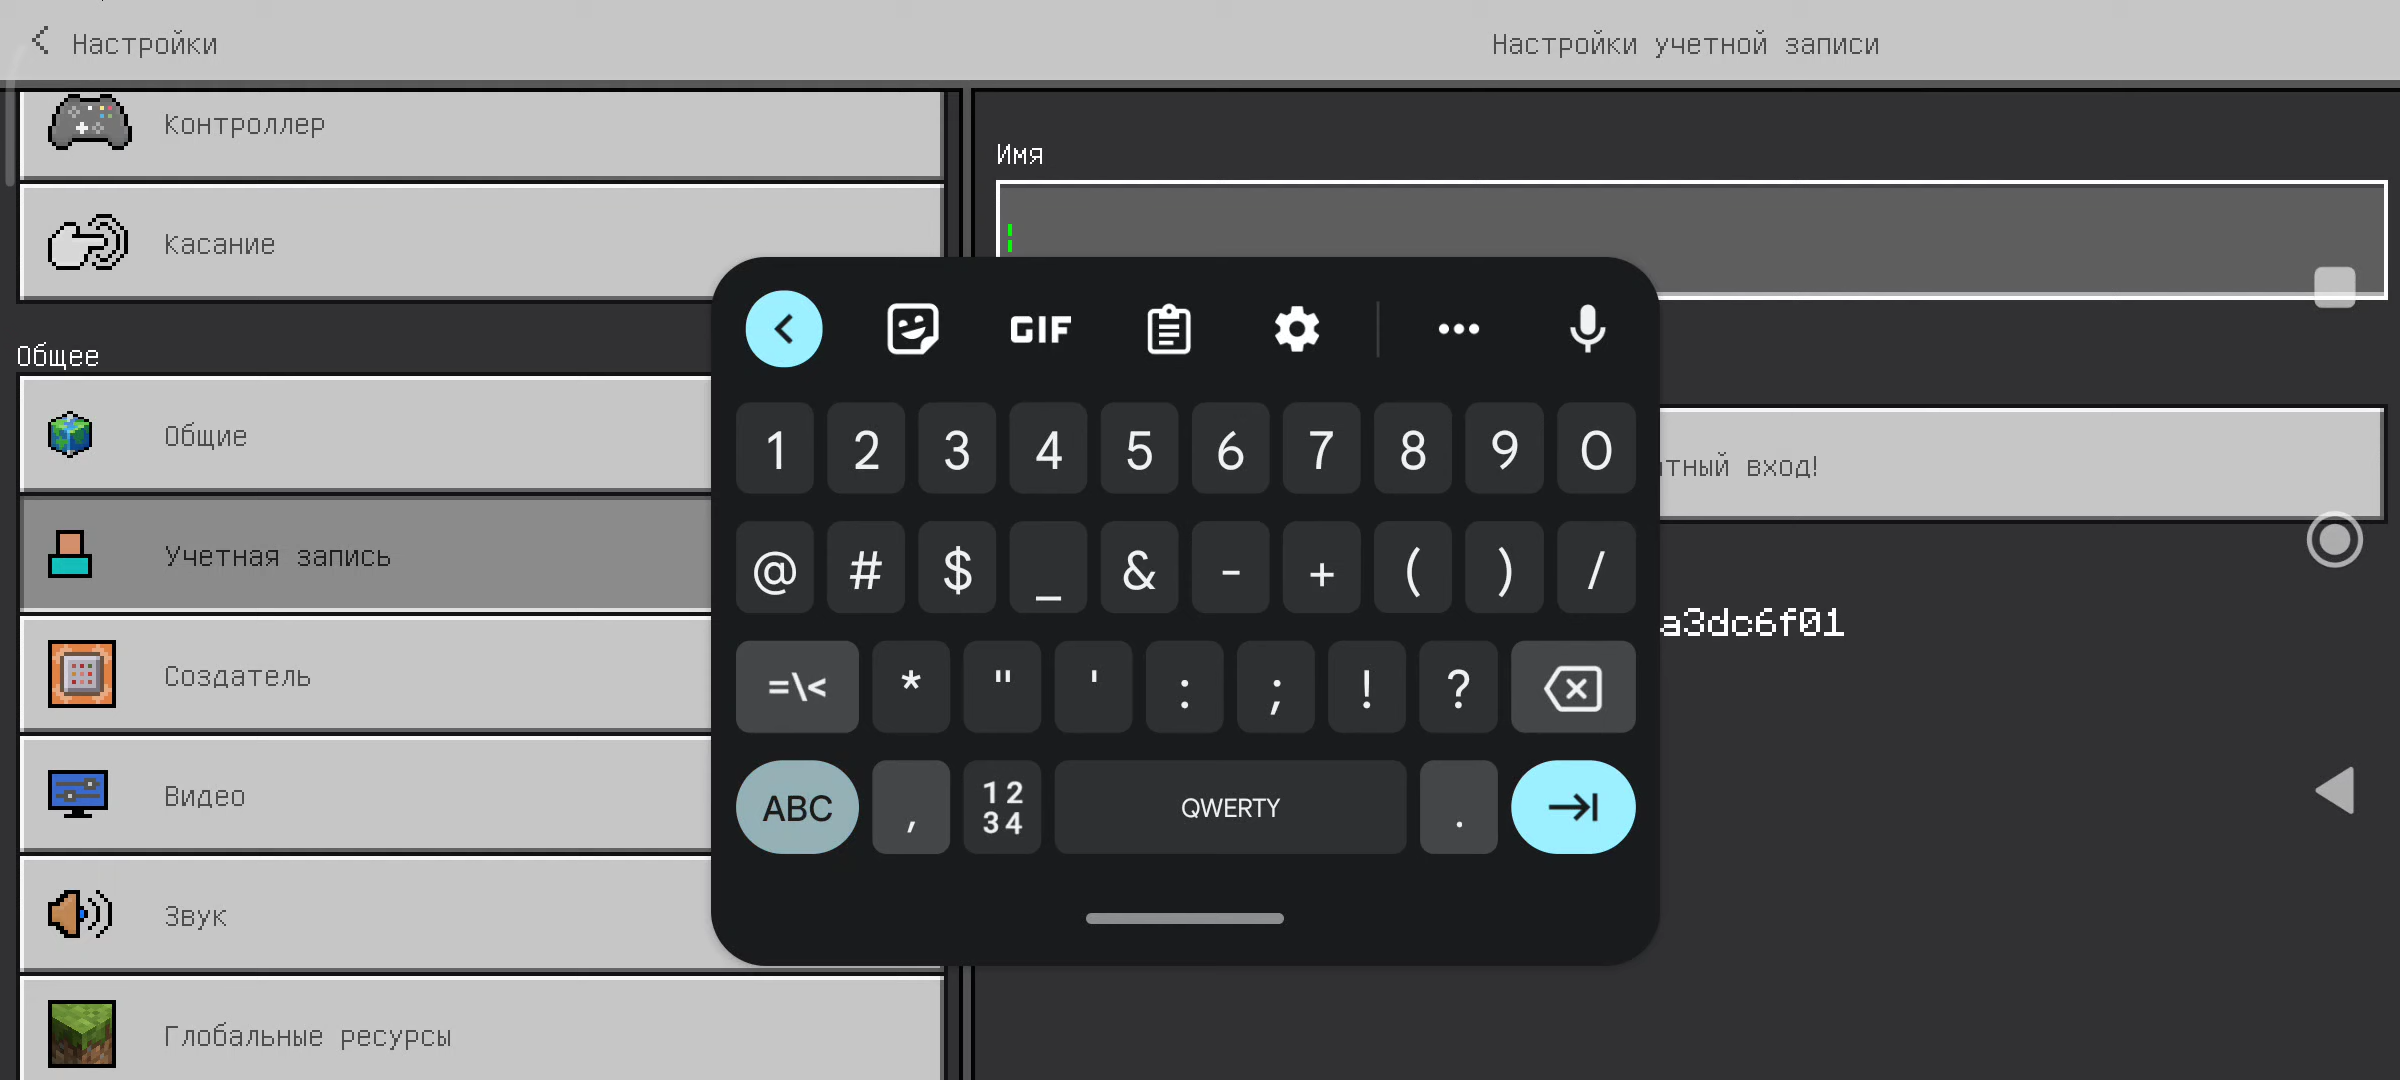 Настройки
Настройки учетной записи
Контроллер
Касание
Общее
Общие
Учетная запись
Создатель
Видео
Звук
Глобальные ресурсы
Имя
вход!
a3dc6f01
GIF
1 2 3 4 5 6 7 8 9 0
@ # $ _ & - + ( ) /
=\< * " ' : ; ! ?
ABC , 12 34 QWERTY .